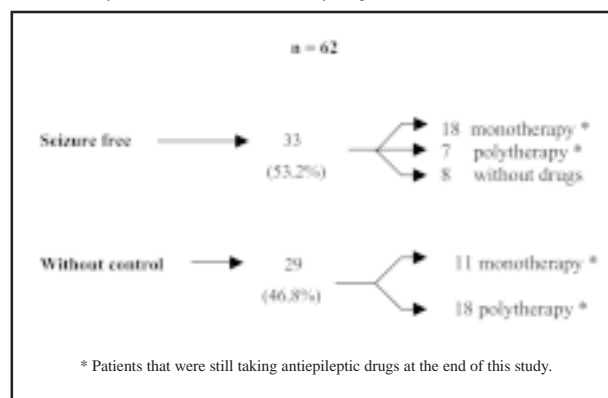 n = 62
Seizure free 33 18 monotherapy *
7 polytherapy *
(53.2%) 8 without drugs
Without control 29 11 monotherapy *
(46.8%)
18 polytherapy *
* Patients that were still taking antiepileptic drugs at the end of this study.